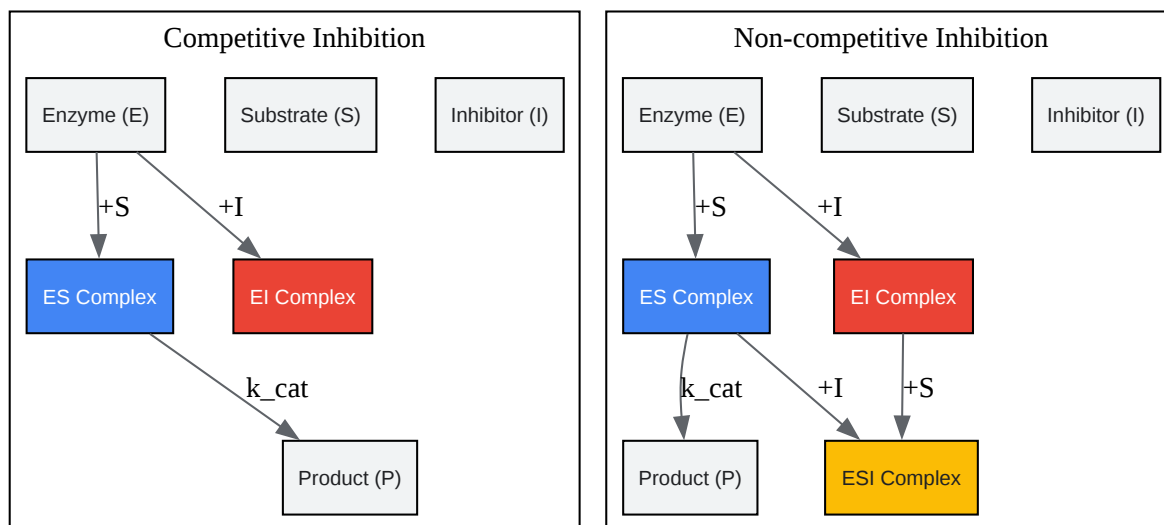 Competitive Inhibition
Enzyme (E)
Substrate (S)
Inhibitor (I)
+S
+I
ES Complex
EI Complex
k_cat
Product (P)
Non-competitive Inhibition
Enzyme (E)
Substrate (S)
Inhibitor (I)
+S
+I
ES Complex
EI Complex
k_cat
+I
+S
Product (P)
ESI Complex